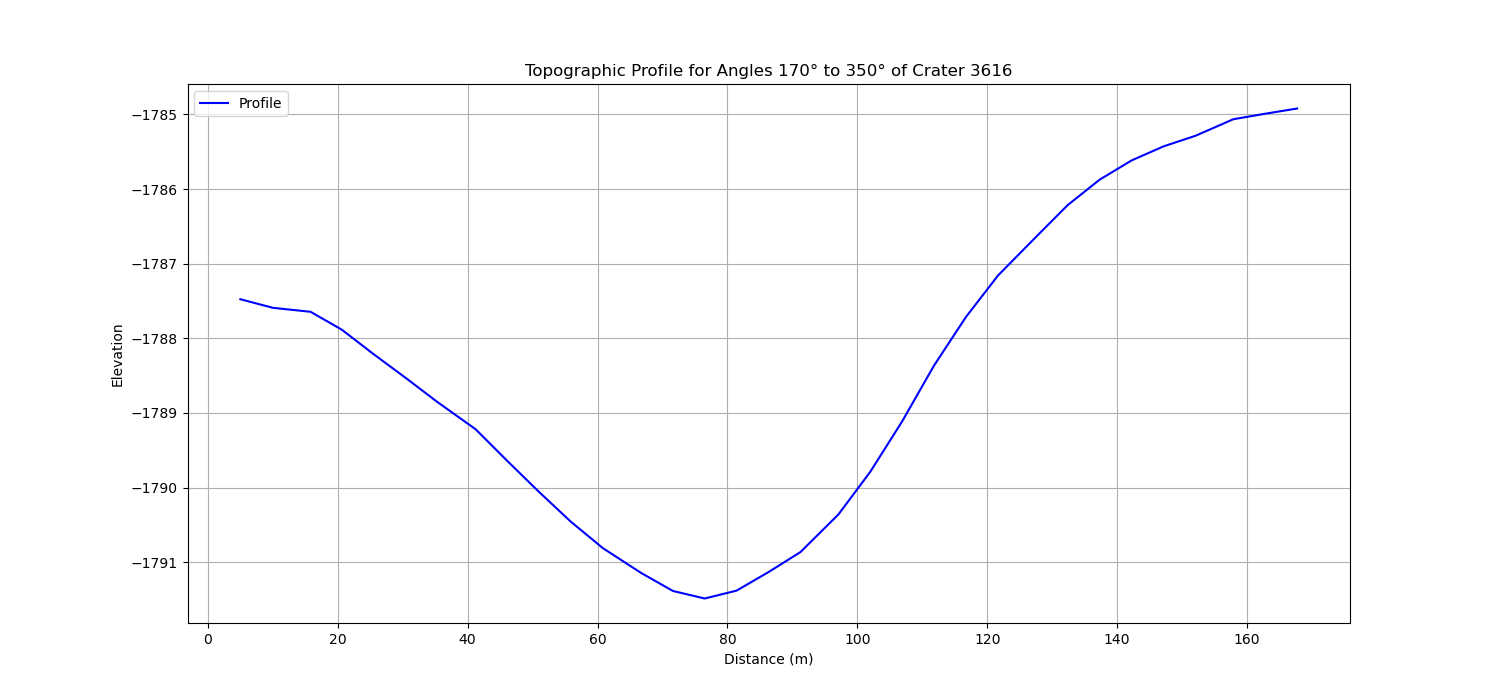 Topographic Profile for Angles 170° to 350° of Crater 3616
Profile
−1785
−1786
−1787
−1788
−1789
−1790
−1791
Elevation
0 20 40 60 80 100 120 140 160
Distance (m)